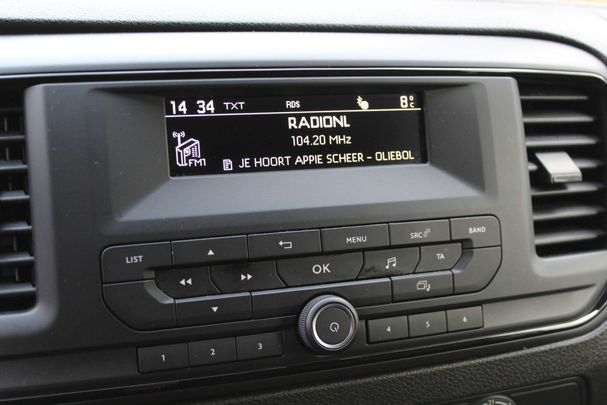 14 34 TXT RDS 8°C
RADIONL
104.20 MHz
FM1
JE HOORT APPIE SCHEER - OLIEBOL
LIST MENU SRC BAND
OK TA
1 2 3 4 5 6